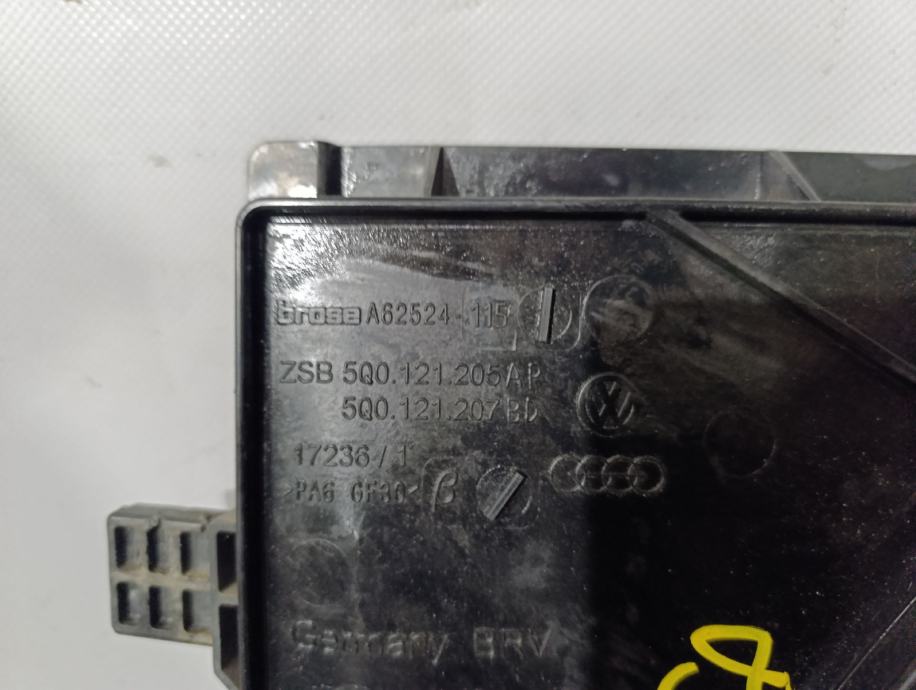 brose A62524-115
ZSB 5Q0.121.205AP
5Q0.121.207BD
17236/1
>PA6 GF30<
Germany BRV